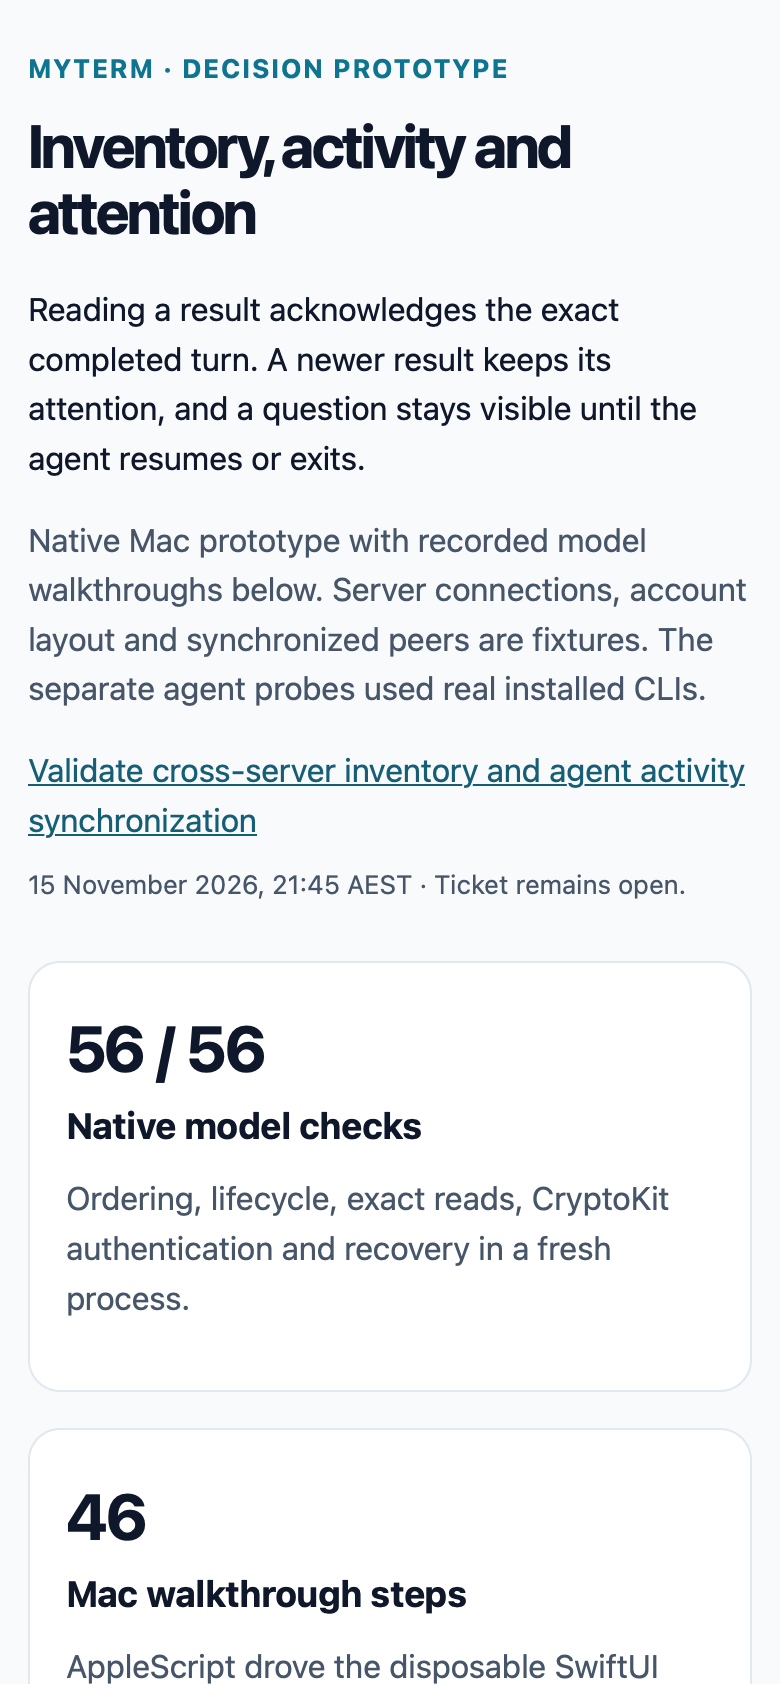 MYTERM · DECISION PROTOTYPE
Inventory, activity and
attention
Reading a result acknowledges the exact
completed turn. A newer result keeps its
attention, and a question stays visible until the
agent resumes or exits.
Native Mac prototype with recorded model
walkthroughs below. Server connections, account
layout and synchronized peers are fixtures. The
separate agent probes used real installed CLIs.
Validate cross-server inventory and agent activity
synchronization
15 November 2026, 21:45 AEST · Ticket remains open.
56 / 56
Native model checks
Ordering, lifecycle, exact reads, CryptoKit
authentication and recovery in a fresh
process.
46
Mac walkthrough steps
AppleScript drove the disposable SwiftUI